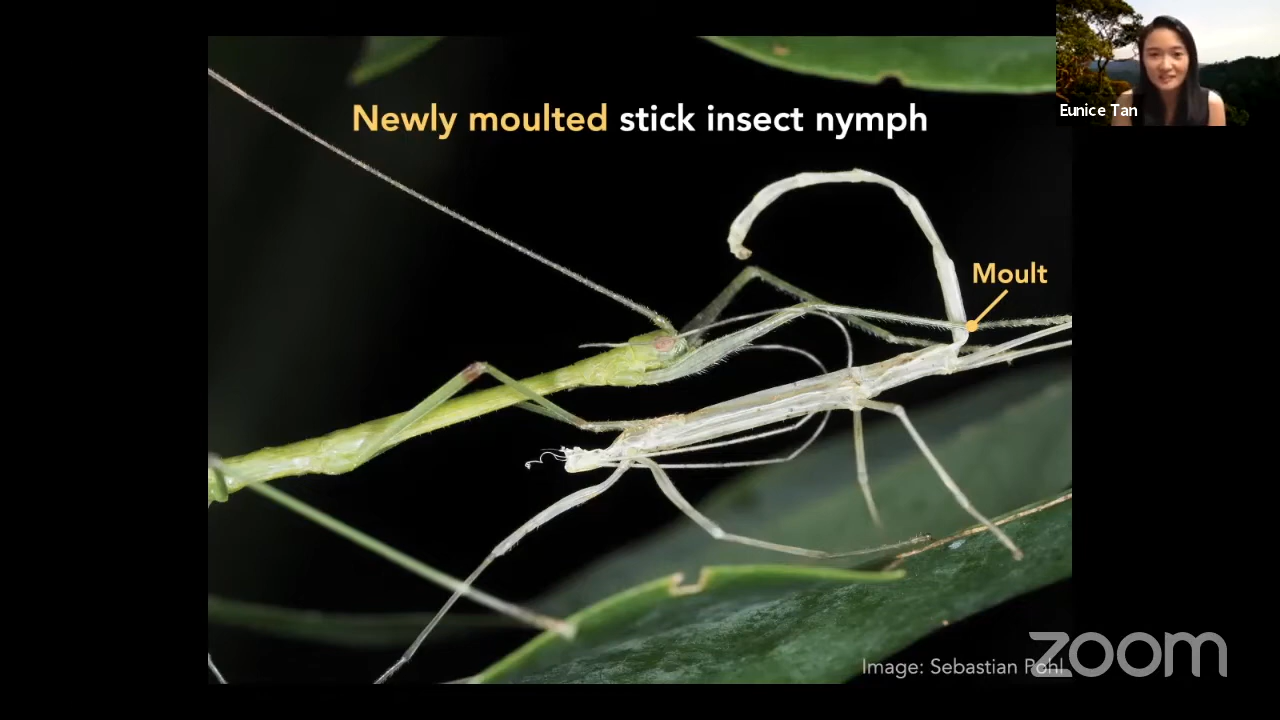 Eunice Tan
Newly moulted stick insect nymph
Moult
Image: Sebastian Pohl
zoom